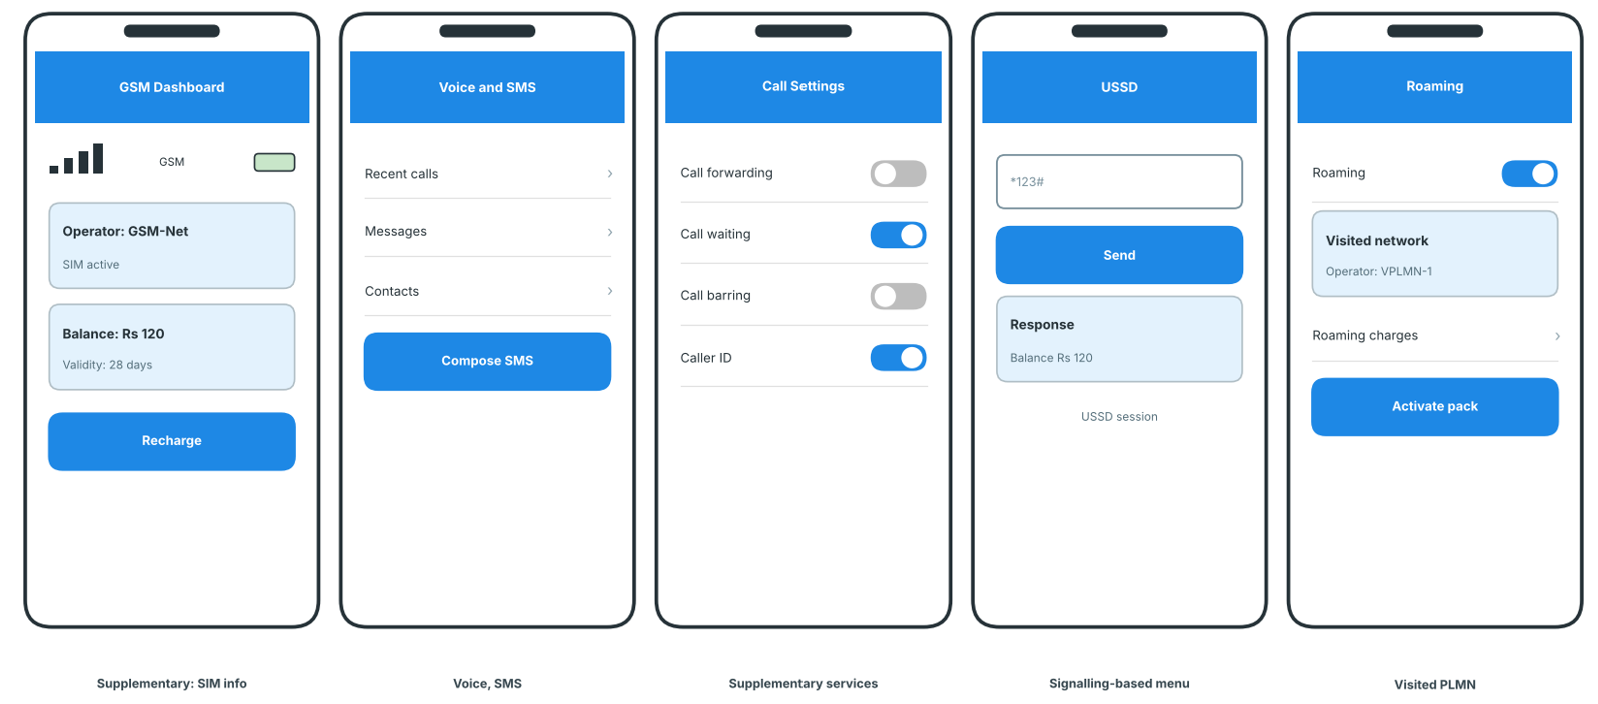 GSM Dashboard
GSM
Operator: GSM-Net
SIM active
Balance: Rs 120
Validity: 28 days
Recharge
Supplementary: SIM info
Voice and SMS
Recent calls
Messages
Contacts
Compose SMS
Voice, SMS
Call Settings
Call forwarding
Call waiting
Call barring
Caller ID
Supplementary services
USSD
*123#
Send
Response
Balance Rs 120
USSD session
Signalling-based menu
Roaming
Roaming
Visited network
Operator: VPLMN-1
Roaming charges
Activate pack
Visited PLMN